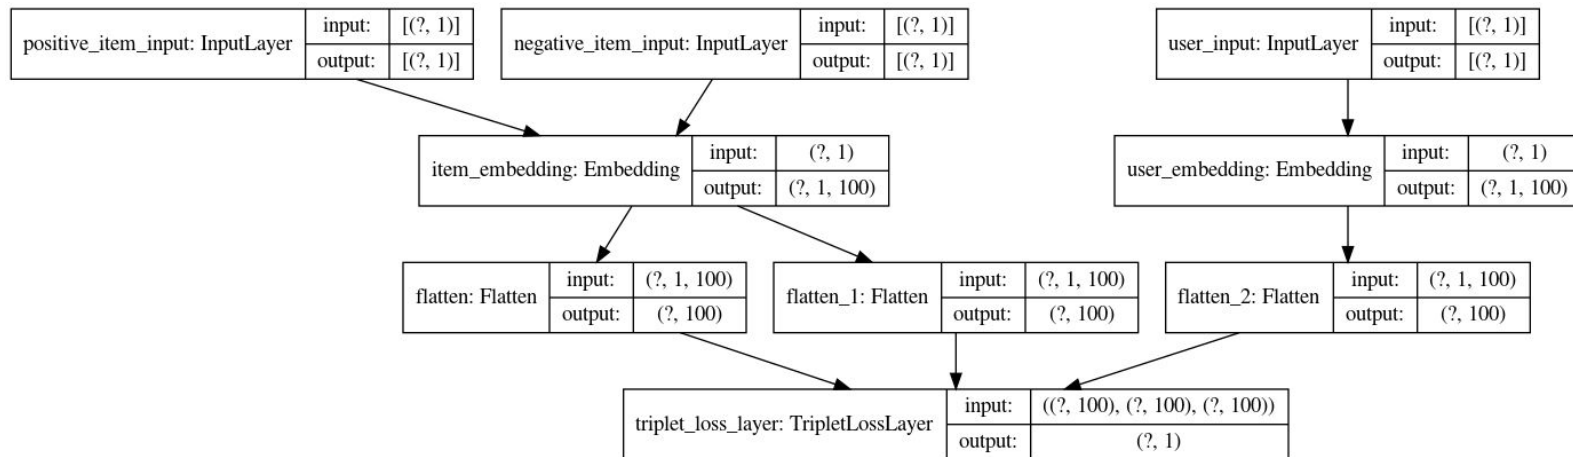 positive_item_input: InputLayer
input:
[(?, 1)]
output:
[(?, 1)]
negative_item_input: InputLayer
input:
[(?, 1)]
output:
[(?, 1)]
user_input: InputLayer
input:
[(?, 1)]
output:
[(?, 1)]
item_embedding: Embedding
input:
(?, 1)
output:
(?, 1, 100)
user_embedding: Embedding
input:
(?, 1)
output:
(?, 1, 100)
flatten: Flatten
input:
(?, 1, 100)
output:
(?, 100)
flatten_1: Flatten
input:
(?, 1, 100)
output:
(?, 100)
flatten_2: Flatten
input:
(?, 1, 100)
output:
(?, 100)
triplet_loss_layer: TripletLossLayer
input:
((?, 100), (?, 100), (?, 100))
output:
(?, 1)